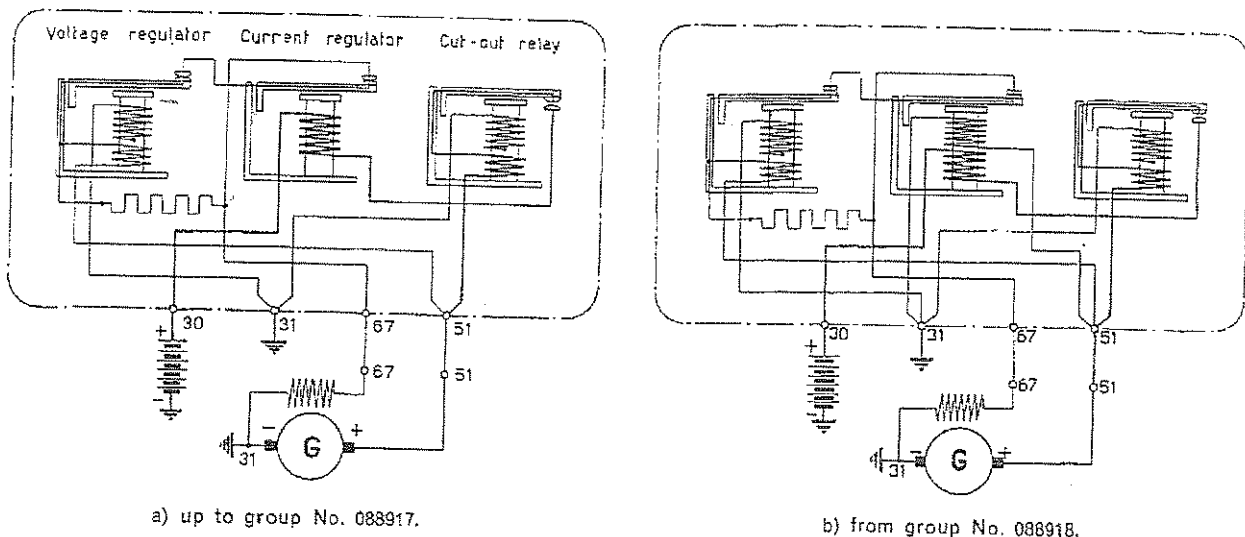 Voltage regulator Current regulator Cut-out relay
30 31 67 51
+
-
67 51
- +
G
31
a) up to group No. 088917.
30 31 67 51
+
-
67 51
- +
G
31
b) from group No. 088918.